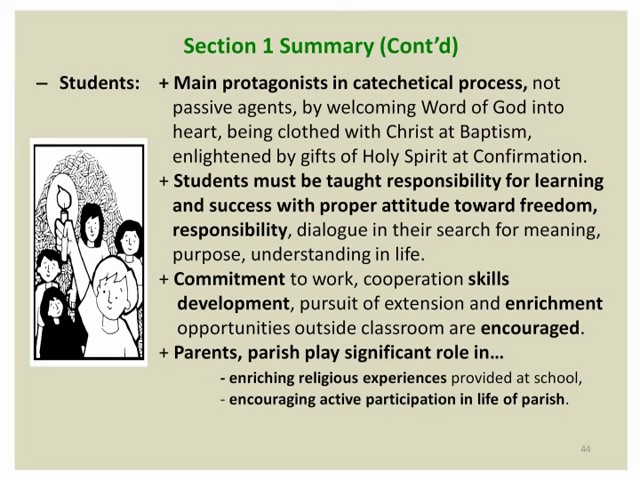 Section 1 Summary (Cont’d)
– Students: + Main protagonists in catechetical process, not
passive agents, by welcoming Word of God into
heart, being clothed with Christ at Baptism,
enlightened by gifts of Holy Spirit at Confirmation.
+ Students must be taught responsibility for learning
and success with proper attitude toward freedom,
responsibility, dialogue in their search for meaning,
purpose, understanding in life.
+ Commitment to work, cooperation skills
development, pursuit of extension and enrichment
opportunities outside classroom are encouraged.
+ Parents, parish play significant role in…
- enriching religious experiences provided at school,
- encouraging active participation in life of parish.
44